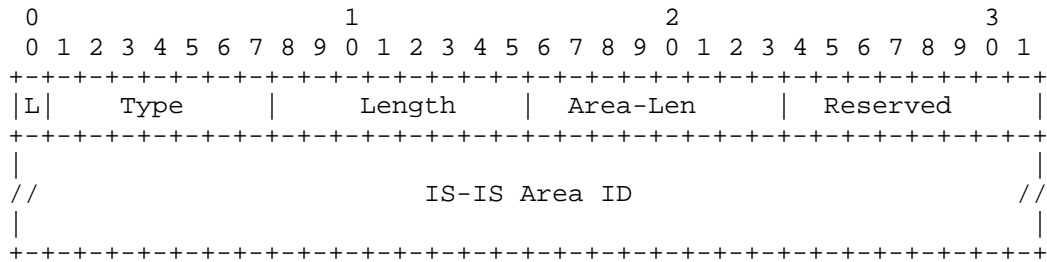 0                   1                   2                   3
 0 1 2 3 4 5 6 7 8 9 0 1 2 3 4 5 6 7 8 9 0 1 2 3 4 5 6 7 8 9 0 1
+-+-+-+-+-+-+-+-+-+-+-+-+-+-+-+-+-+-+-+-+-+-+-+-+-+-+-+-+-+-+-+-+
|L|    Type     |     Length    |  Area-Len     |  Reserved     |
+-+-+-+-+-+-+-+-+-+-+-+-+-+-+-+-+-+-+-+-+-+-+-+-+-+-+-+-+-+-+-+-+
|                                                               |
//                        IS-IS Area ID                        //
|                                                               |
+-+-+-+-+-+-+-+-+-+-+-+-+-+-+-+-+-+-+-+-+-+-+-+-+-+-+-+-+-+-+-+-+